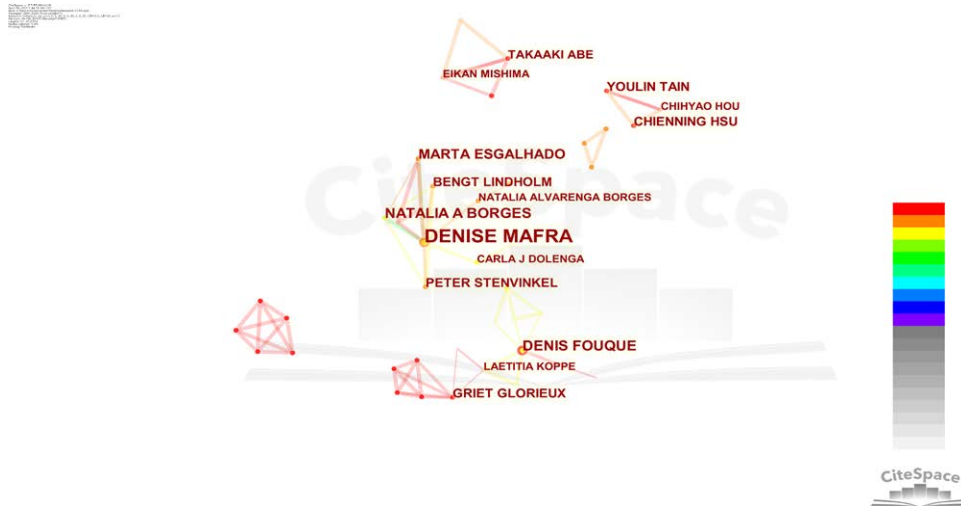 TAKAAKI ABE
EIKAN MISHIMA
YOULIN TAIN
CHIHYAO HOU
CHIENNING HSU
MARTA ESGALHADO
BENGT LINDHOLM
NATALIA ALVARENGA BORGES
NATALIA A BORGES
DENISE MAFRA
CARLA J DOLENGA
PETER STENVINKEL
DENIS FOUQUE
LAETITIA KOPPE
GRIET GLORIEUX
CiteSpace
CiteSpace